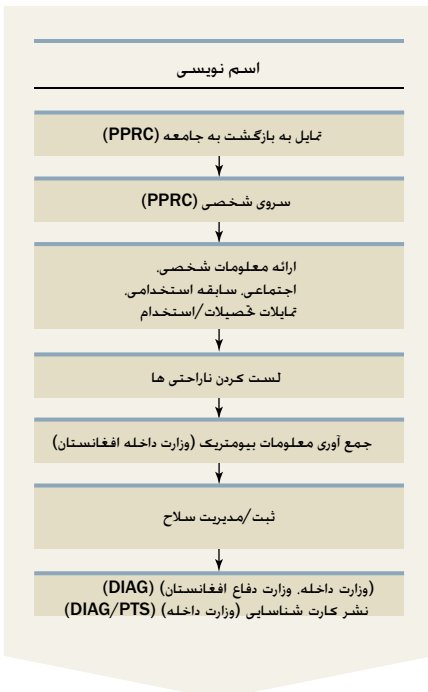 اسم نویسی
تمایل به بازگشت به جامعه (PPRC)
سروی شخصی (PPRC)
ارائه معلومات شخصی.
اجتماعی. سابقه استخدامی.
تمایلات تحصیلات/استخدام
لست کردن ناراحتی ها
جمع آوری معلومات بیومتریک (وزارت داخله افغانستان)
ثبت/مدیریت سلاح
(وزارت داخله. وزارت دفاع افغانستان) (DIAG)
نشر کارت شناسایی (وزارت داخله) (DIAG/PTS)